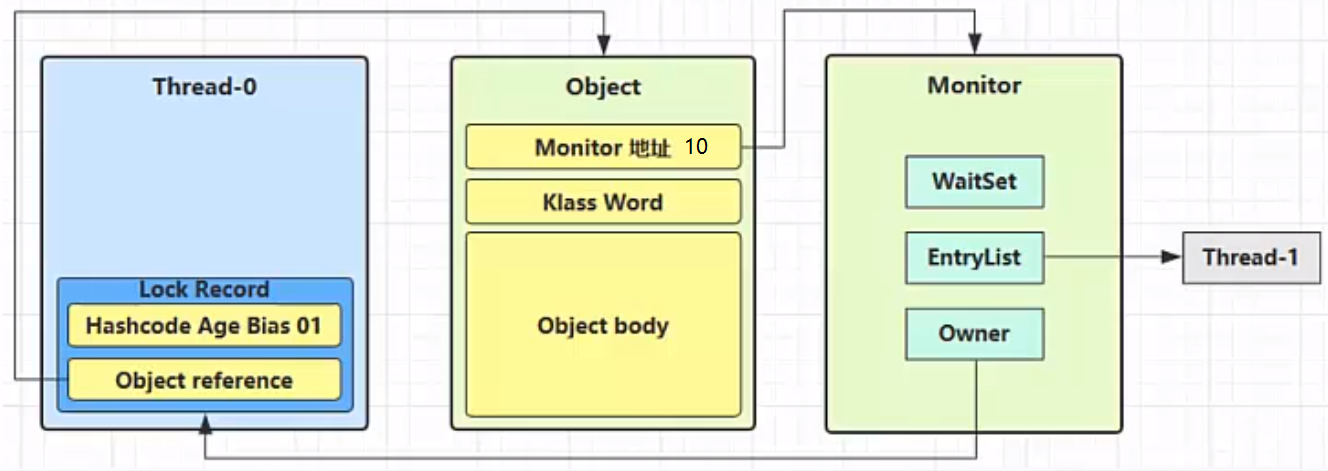 Thread-0
Lock Record
Hashcode Age Bias 01
Object reference
Object
Monitor 地址 10
Klass Word
Object body
Monitor
WaitSet
EntryList
Owner
Thread-1